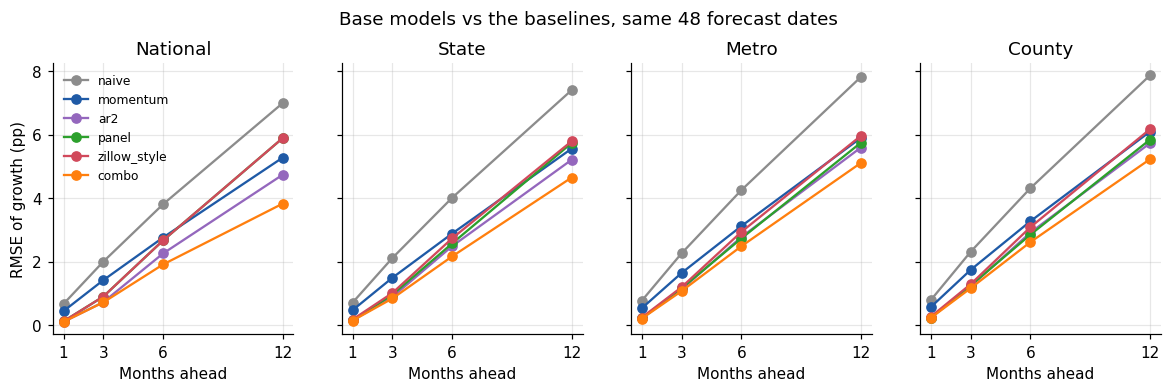 Base models vs the baselines, same 48 forecast dates
National
State
Metro
County
RMSE of growth (pp)
8
6
4
2
0
naive
momentum
ar2
panel
zillow_style
combo
1 3 6 12
1 3 6 12
1 3 6 12
1 3 6 12
Months ahead
Months ahead
Months ahead
Months ahead